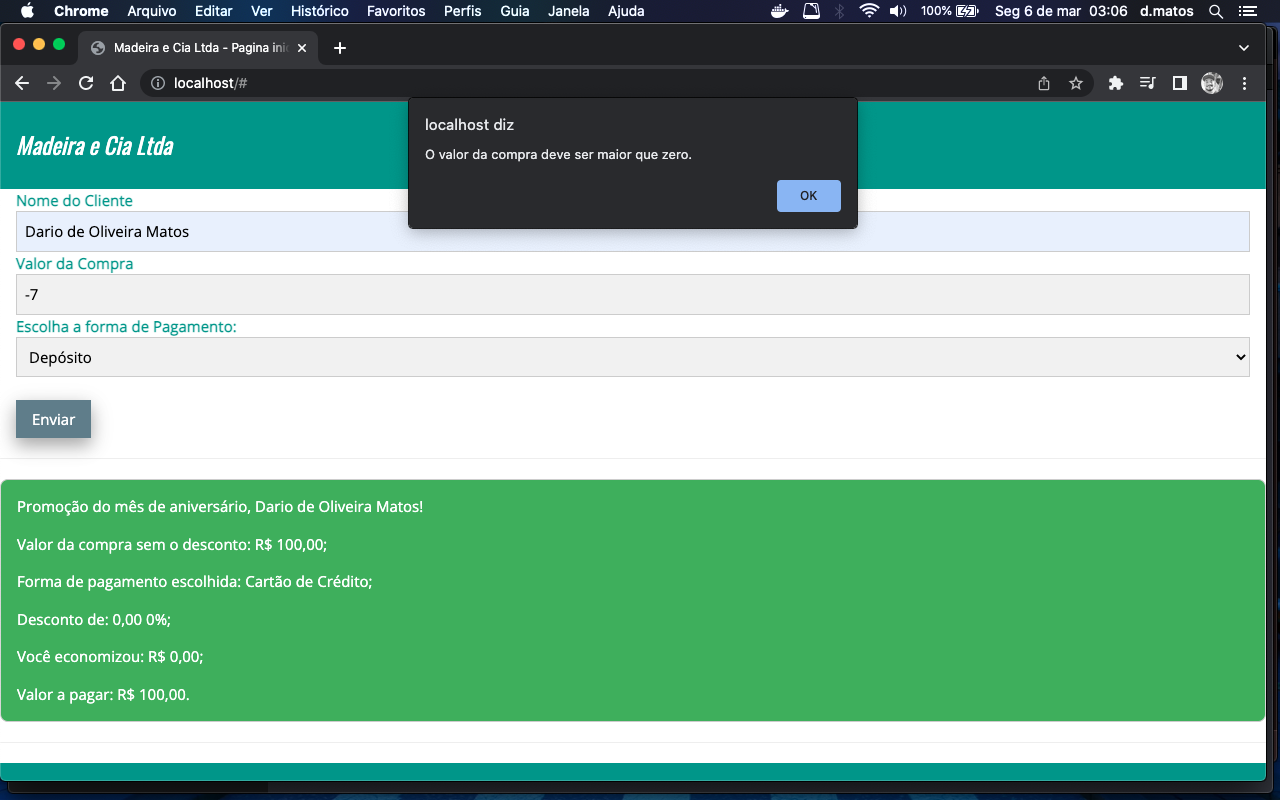 Chrome Arquivo Editar Ver Histórico Favoritos Perfis Guia Janela Ajuda 100% Seg 6 de mar 03:06 d.matos
Madeira e Cia Ltda - Pagina ini
localhost/#
localhost diz
O valor da compra deve ser maior que zero.
OK
Madeira e Cia Ltda
Nome do Cliente
Dario de Oliveira Matos
Valor da Compra
-7
Escolha a forma de Pagamento:
Depósito
Enviar
Promoção do mês de aniversário, Dario de Oliveira Matos!
Valor da compra sem o desconto: R$ 100,00;
Forma de pagamento escolhida: Cartão de Crédito;
Desconto de: 0,00 0%;
Você economizou: R$ 0,00;
Valor a pagar: R$ 100,00.